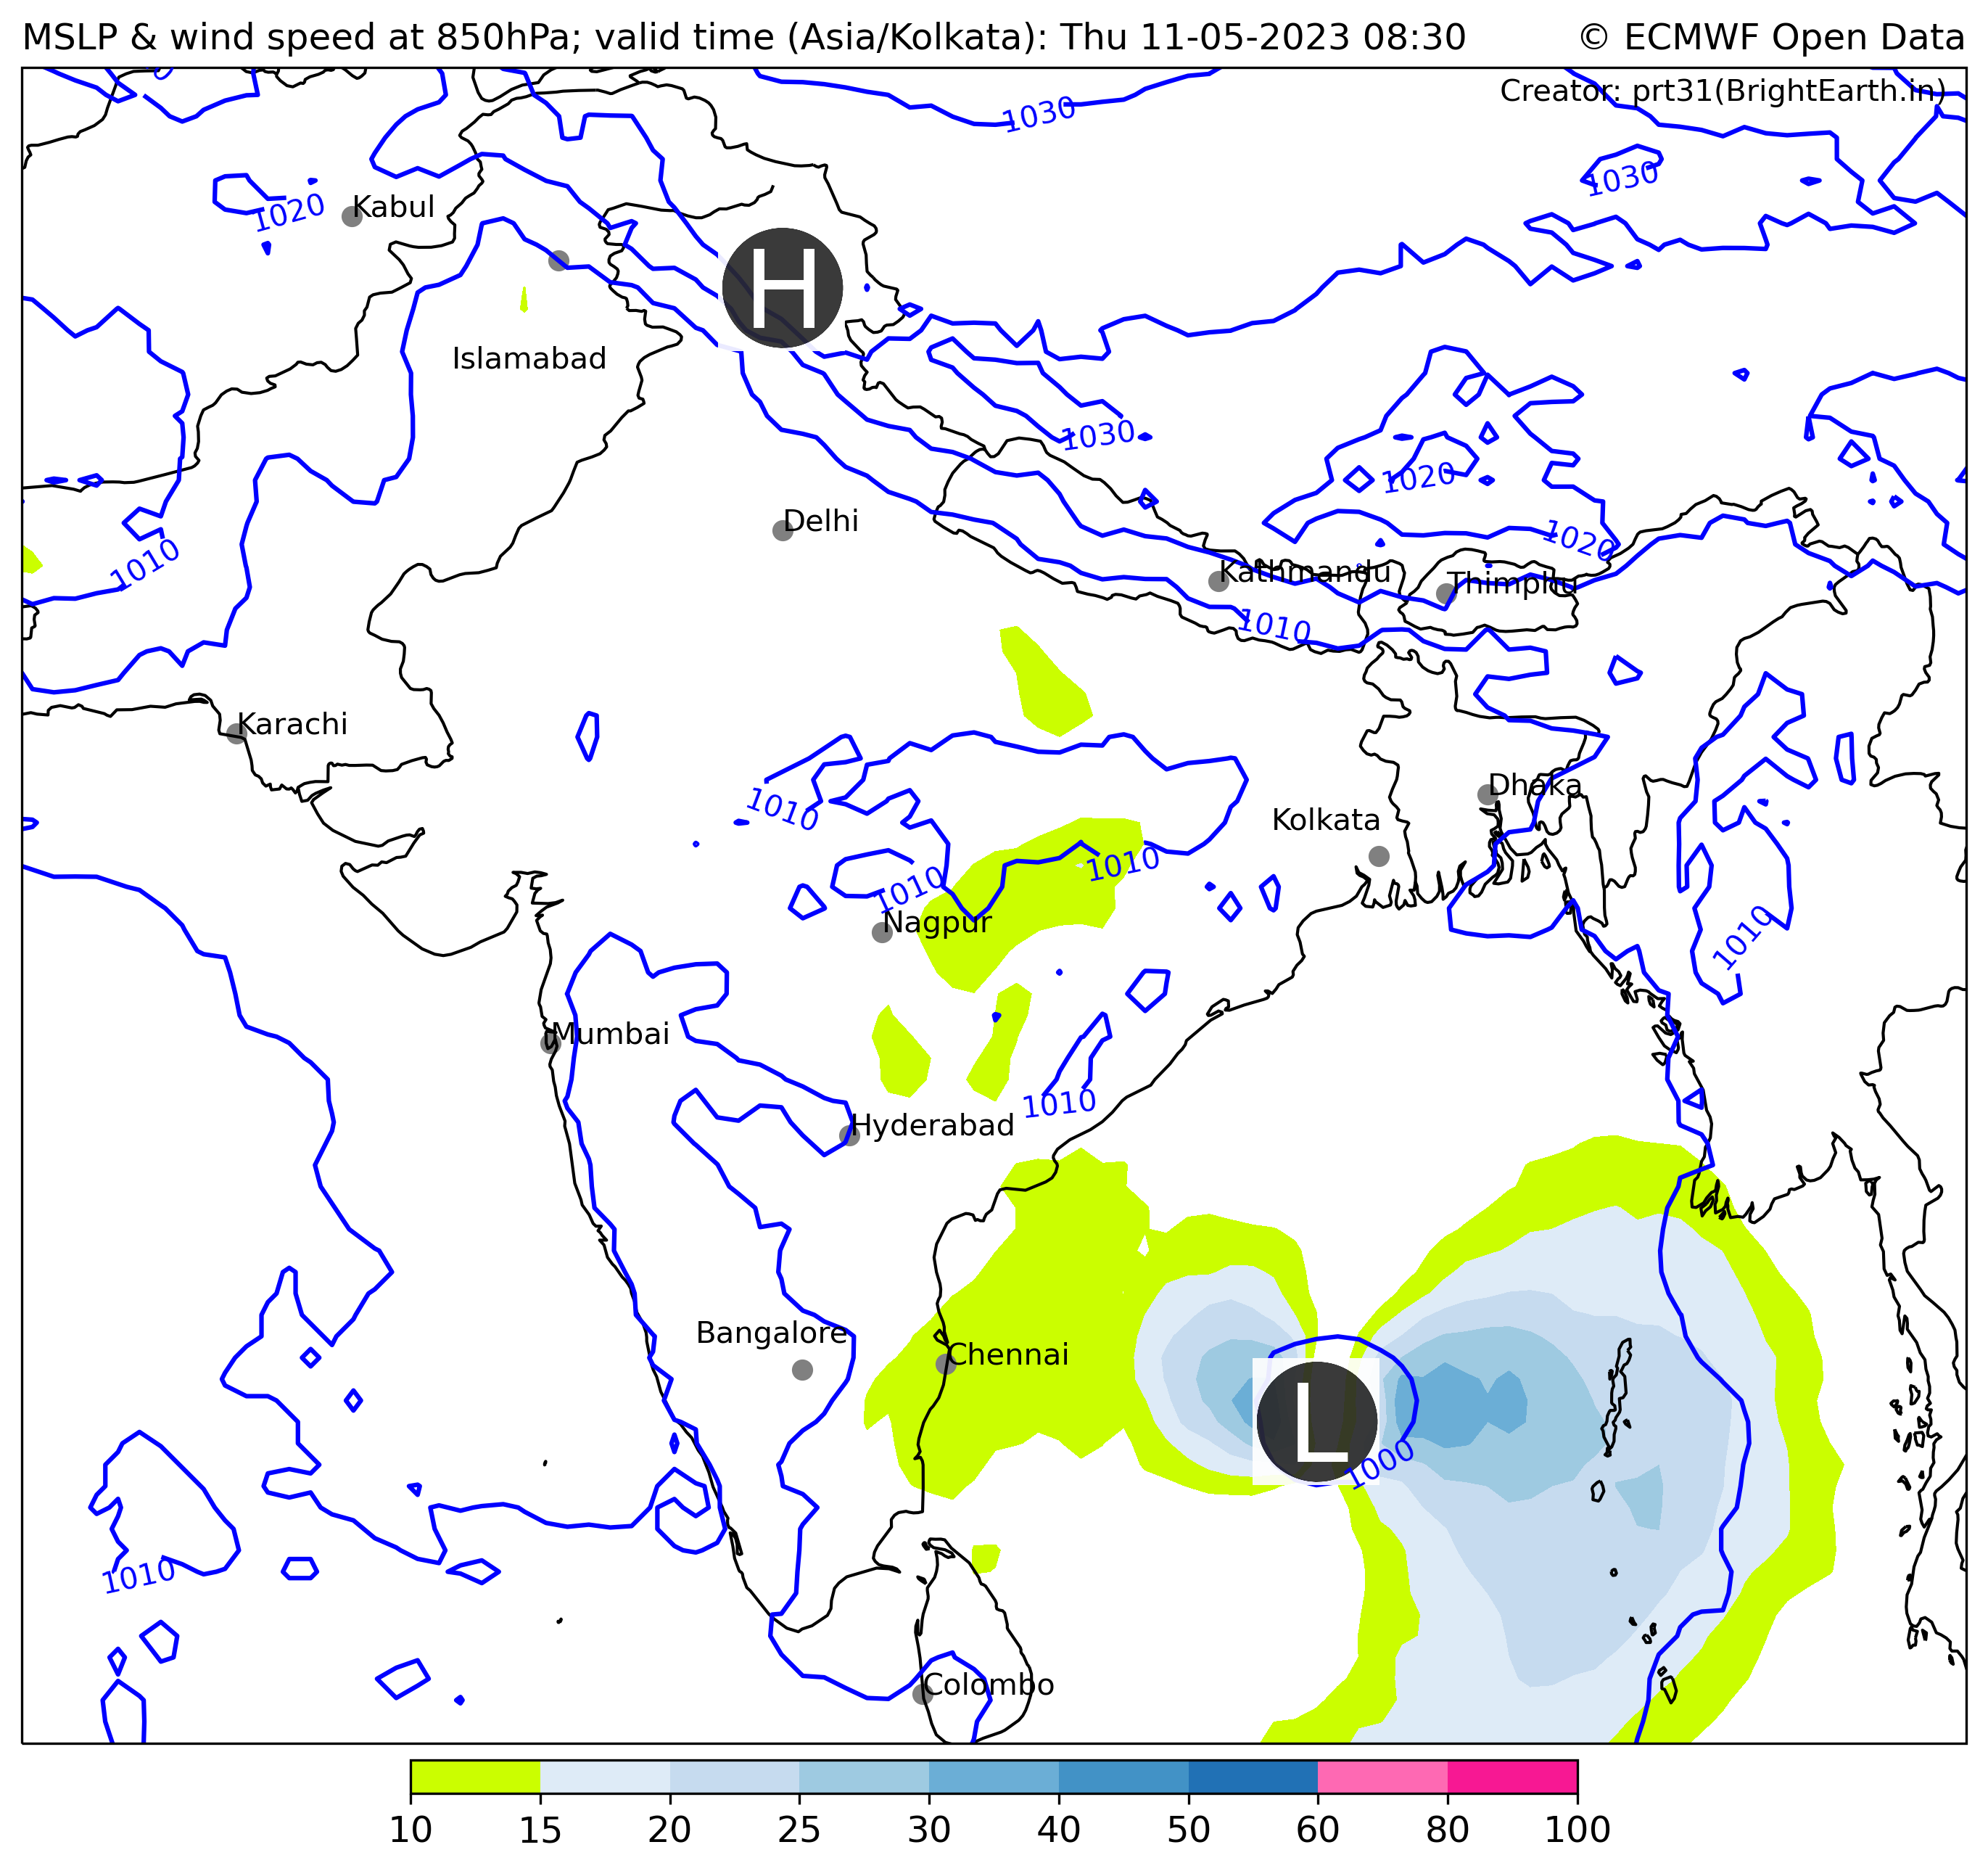 MSLP & wind speed at 850hPa; valid time (Asia/Kolkata): Thu 11-05-2023 08:30 © ECMWF Open Data
Creator: prt31(BrightEarth.in)
1030
1030
1020
Kabul
H
Islamabad
1030
1020
Delhi
1020
1010
Kathmandu
Thimphu
1010
Karachi
1010
Dhaka
Kolkata
1010
1010
Nagpur
1010
Mumbai
1010
Hyderabad
Bangalore
Chennai
L
1000
1010
Colombo
10 15 20 25 30 40 50 60 80 100